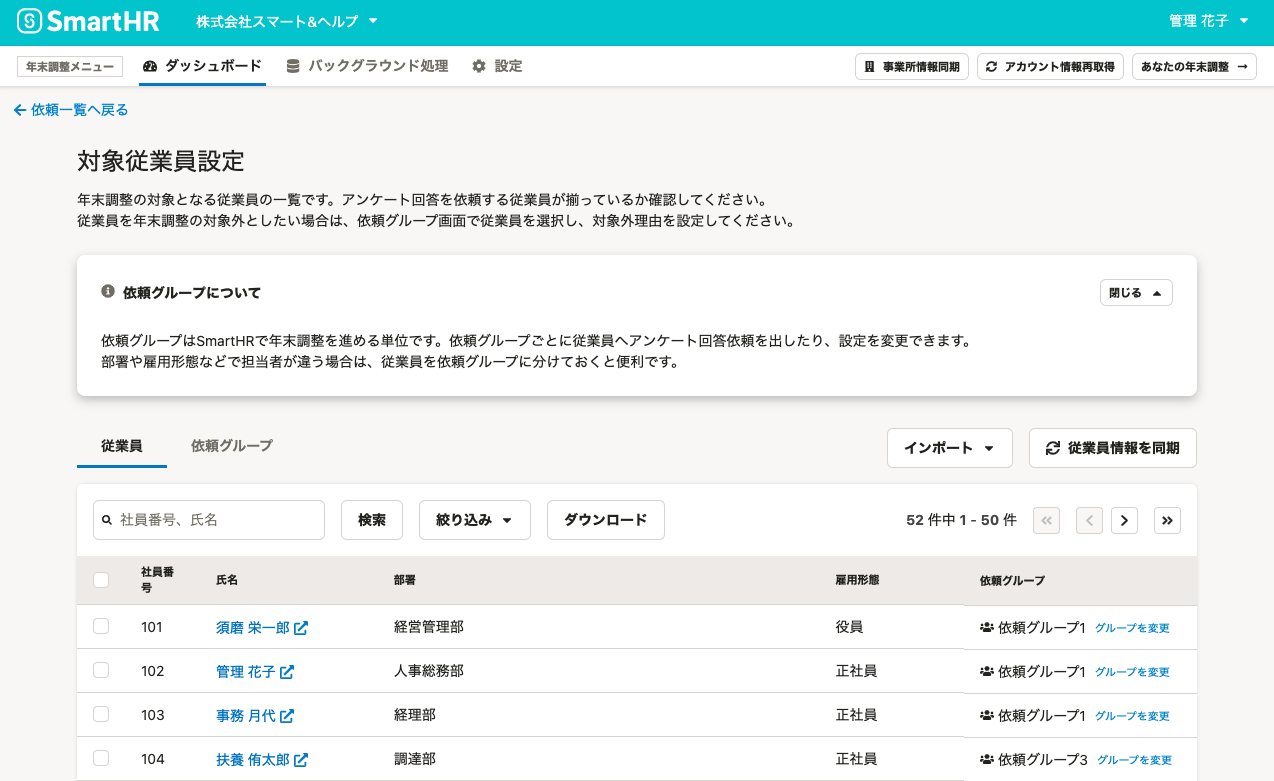 SmartHR 株式会社スマート&ヘルプ 管理 花子
年末調整メニュー ダッシュボード バックグラウンド処理 設定 事業所情報同期 アカウント情報再取得 あなたの年末調整 →
← 依頼一覧へ戻る
対象従業員設定
年末調整の対象となる従業員の一覧です。アンケート回答を依頼する従業員が揃っているか確認してください。
従業員を年末調整の対象外としたい場合は、依頼グループ画面で従業員を選択し、対象外理由を設定してください。
依頼グループについて 閉じる
依頼グループはSmartHRで年末調整を進める単位です。依頼グループごとに従業員へアンケート回答依頼を出したり、設定を変更できます。
部署や雇用形態などで担当者が違う場合は、従業員を依頼グループに分けておくと便利です。
従業員 依頼グループ インポート 従業員情報を同期
社員番号、氏名 検索 絞り込み ダウンロード 52 件中 1 - 50 件
社員番号 氏名 部署 雇用形態 依頼グループ
101 須磨 栄一郎 経営管理部 役員 依頼グループ1 グループを変更
102 管理 花子 人事総務部 正社員 依頼グループ1 グループを変更
103 事務 月代 経理部 正社員 依頼グループ1 グループを変更
104 扶養 侑太郎 調達部 正社員 依頼グループ3 グループを変更